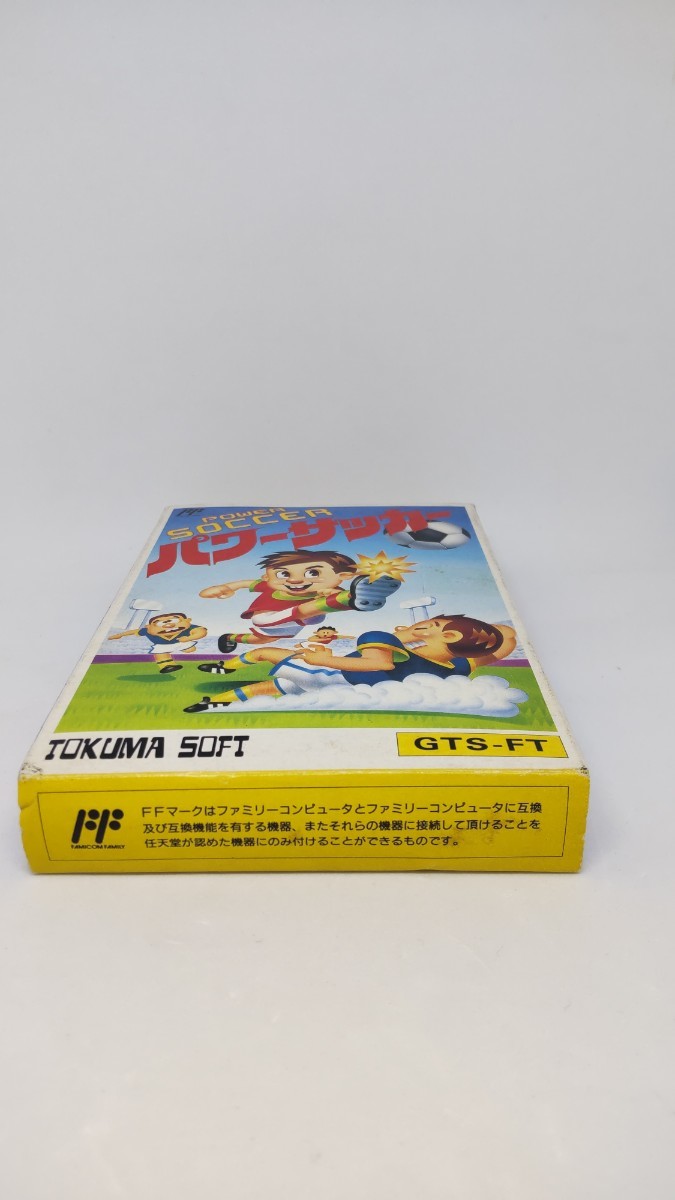 POWER
SOCCER
パワーサッカー
TOKUMA SOFT
GTS-FT
FF
FAMICOM FAMILY
FFマークはファミリーコンピュータとファミリーコンピュータに互換
及び互換機能を有する機器、またそれらの機器に接続して頂けることを
任天堂が認めた機器にのみ付けることができるものです。